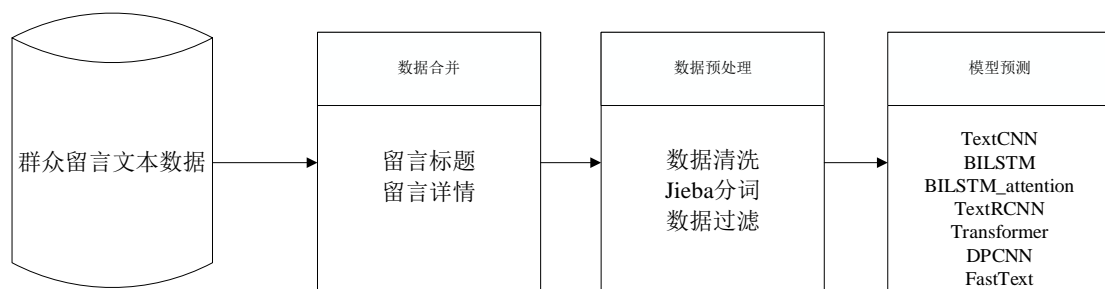 群众留言文本数据
数据合并
留言标题
留言详情
数据预处理
数据清洗
Jieba分词
数据过滤
模型预测
TextCNN
BILSTM
BILSTM_attention
TextRCNN
Transformer
DPCNN
FastText